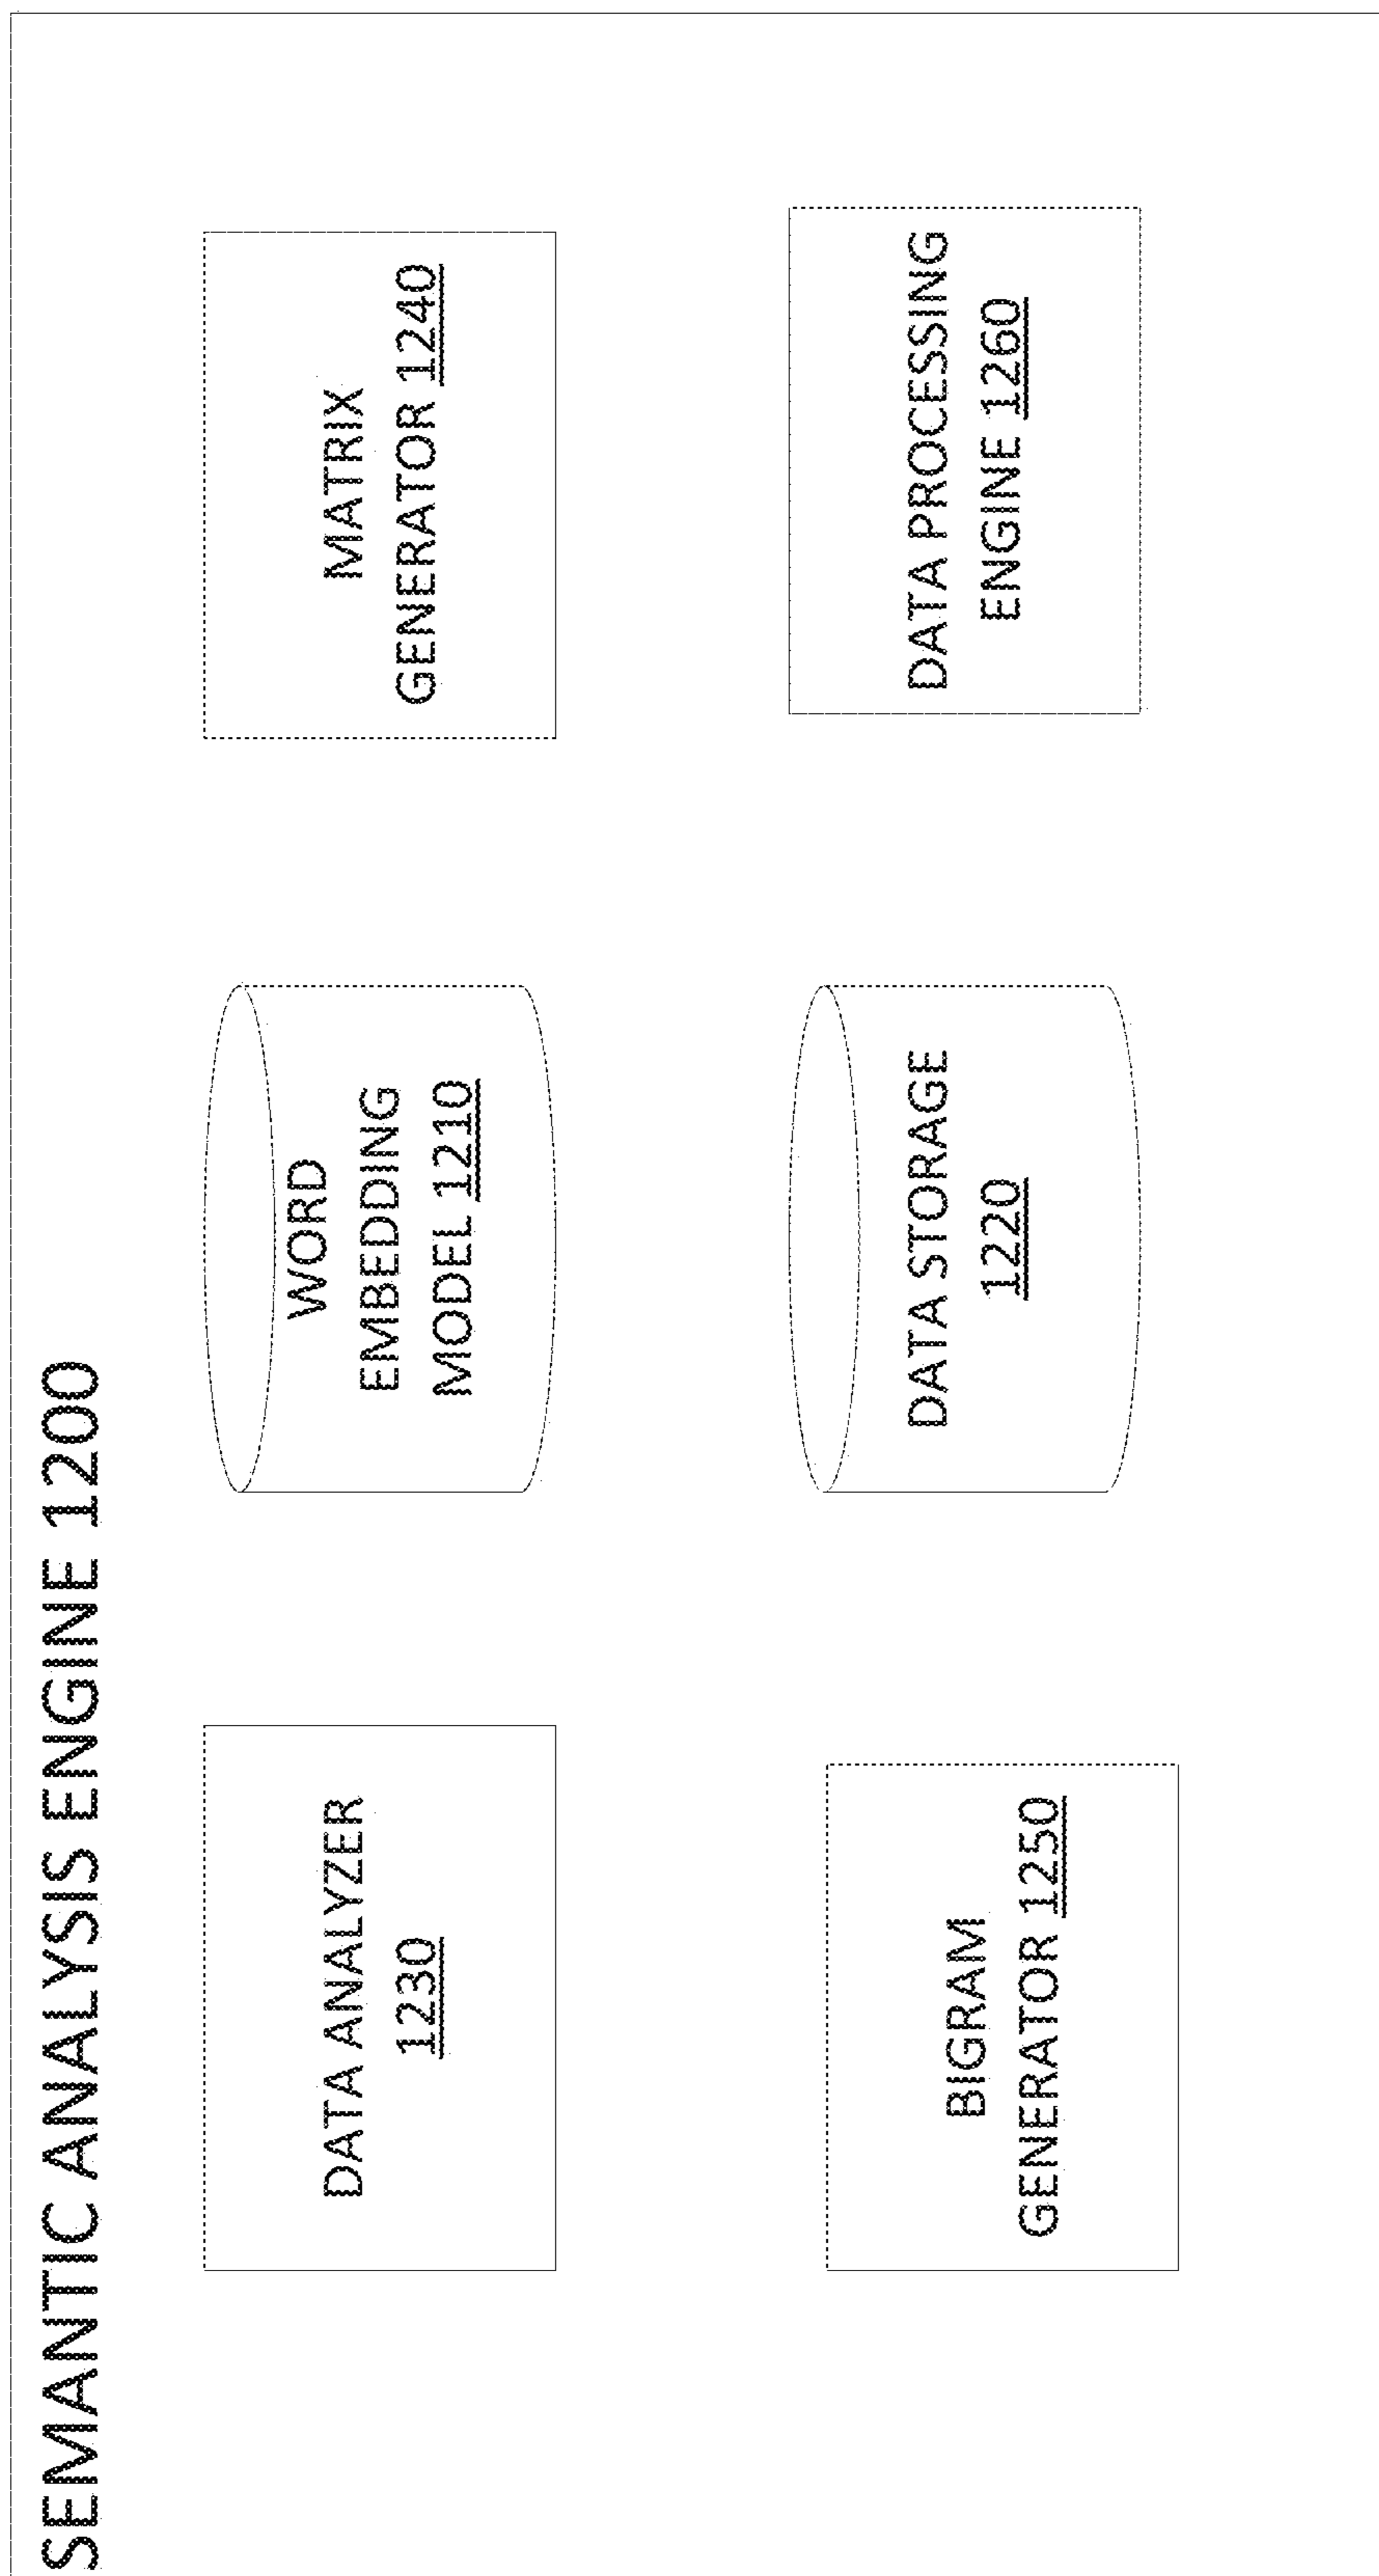 SEMANTIC ANALYSIS ENGINE 1200
DATA ANALYZER
1230
WORD
EMBEDDING
MODEL 1210
MATRIX
GENERATOR 1240
BIGRAM
GENERATOR 1250
DATA STORAGE
1220
DATA PROCESSING
ENGINE 1260